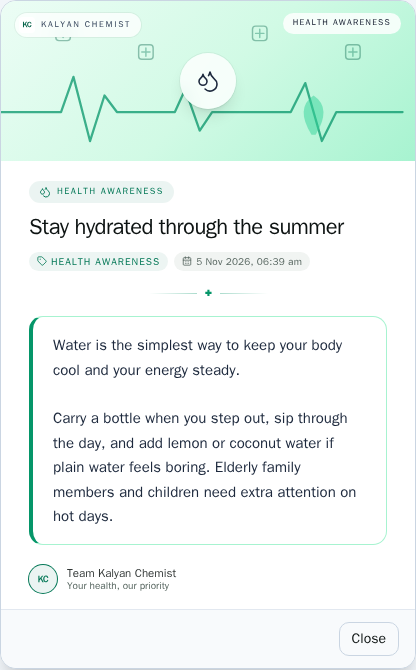 KC KALYAN CHEMIST
HEALTH AWARENESS
HEALTH AWARENESS
Stay hydrated through the summer
HEALTH AWARENESS
5 Nov 2026, 06:39 am
Water is the simplest way to keep your body
cool and your energy steady.
Carry a bottle when you step out, sip through
the day, and add lemon or coconut water if
plain water feels boring. Elderly family
members and children need extra attention on
hot days.
KC
Team Kalyan Chemist
Your health, our priority
Close